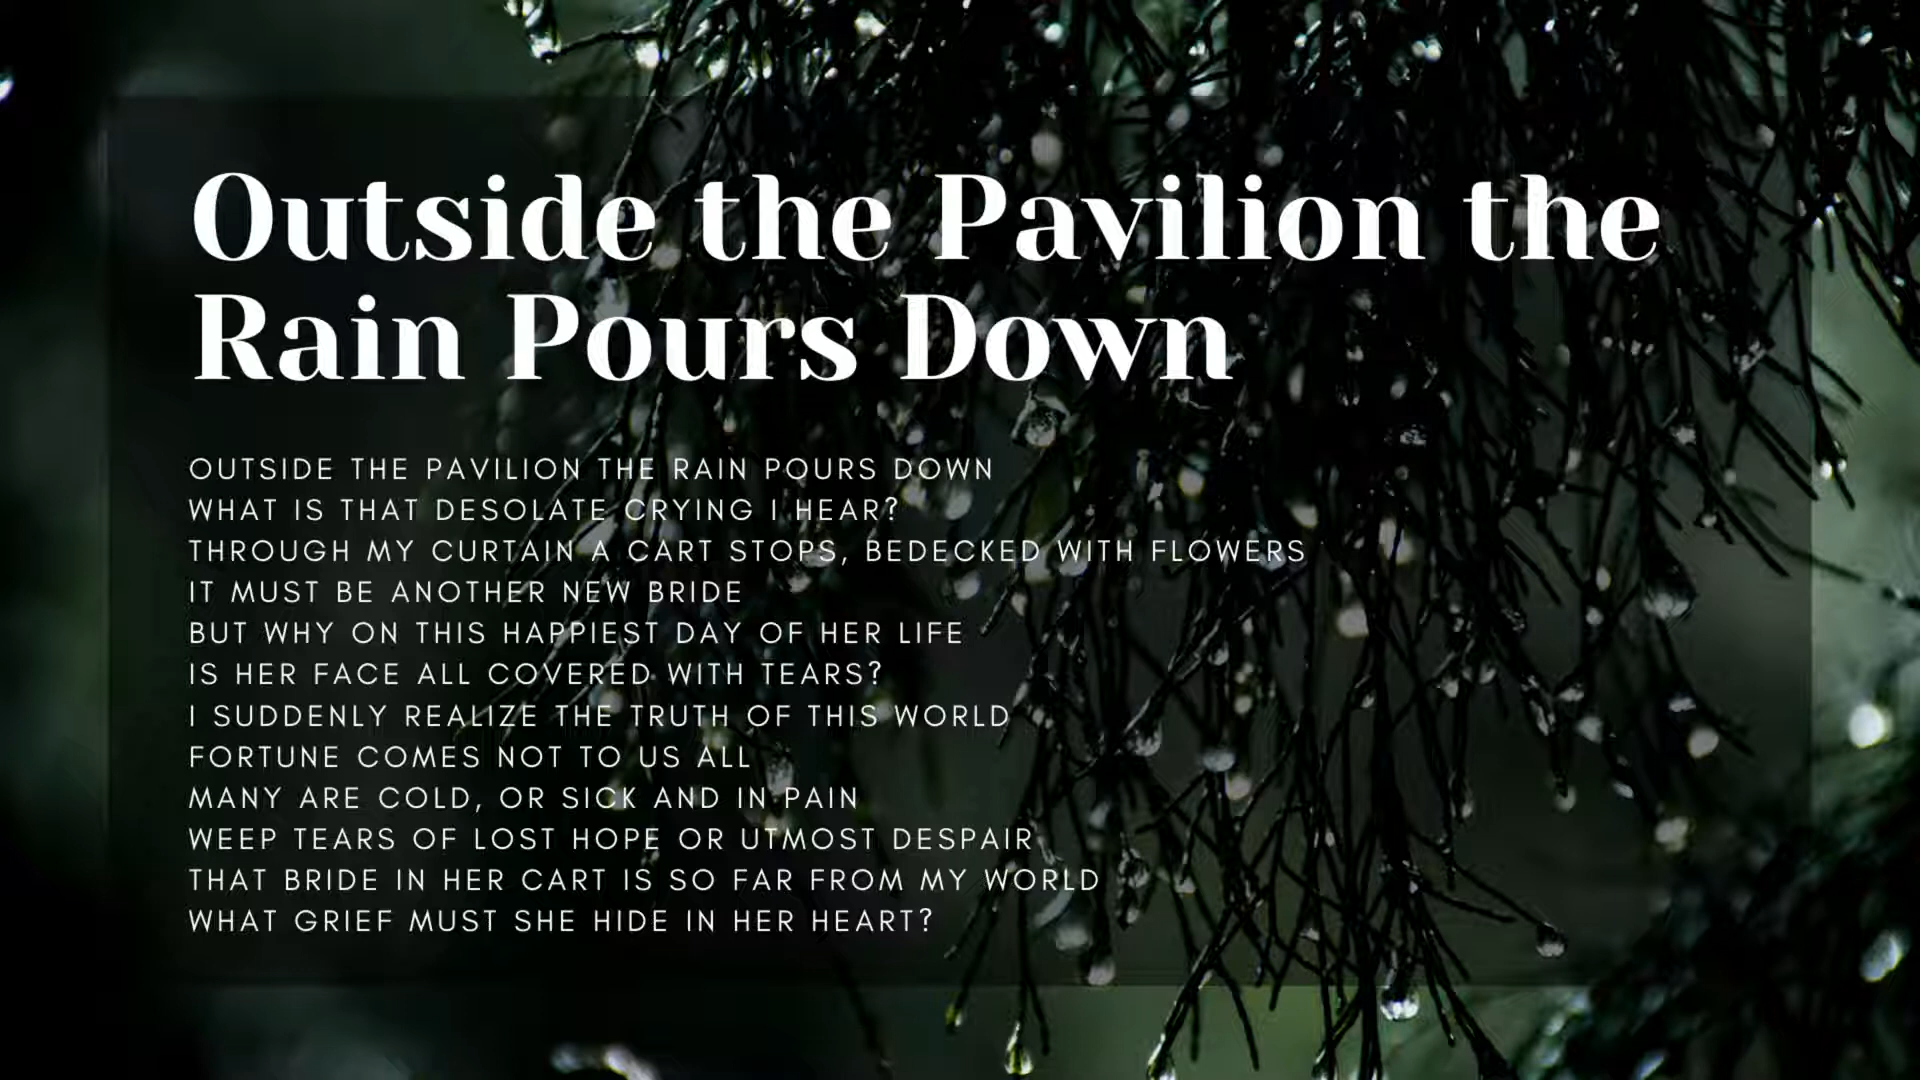 Outside the Pavilion the
Rain Pours Down
OUTSIDE THE PAVILION THE RAIN POURS DOWN
WHAT IS THAT DESOLATE CRYING I HEAR?
THROUGH MY CURTAIN A CART STOPS, BEDECKED WITH FLOWERS
IT MUST BE ANOTHER NEW BRIDE
BUT WHY ON THIS HAPPIEST DAY OF HER LIFE
IS HER FACE ALL COVERED WITH TEARS?
I SUDDENLY REALIZE THE TRUTH OF THIS WORLD
FORTUNE COMES NOT TO US ALL
MANY ARE COLD, OR SICK AND IN PAIN
WEEP TEARS OF LOST HOPE OR UTMOST DESPAIR
THAT BRIDE IN HER CART IS SO FAR FROM MY WORLD
WHAT GRIEF MUST SHE HIDE IN HER HEART?